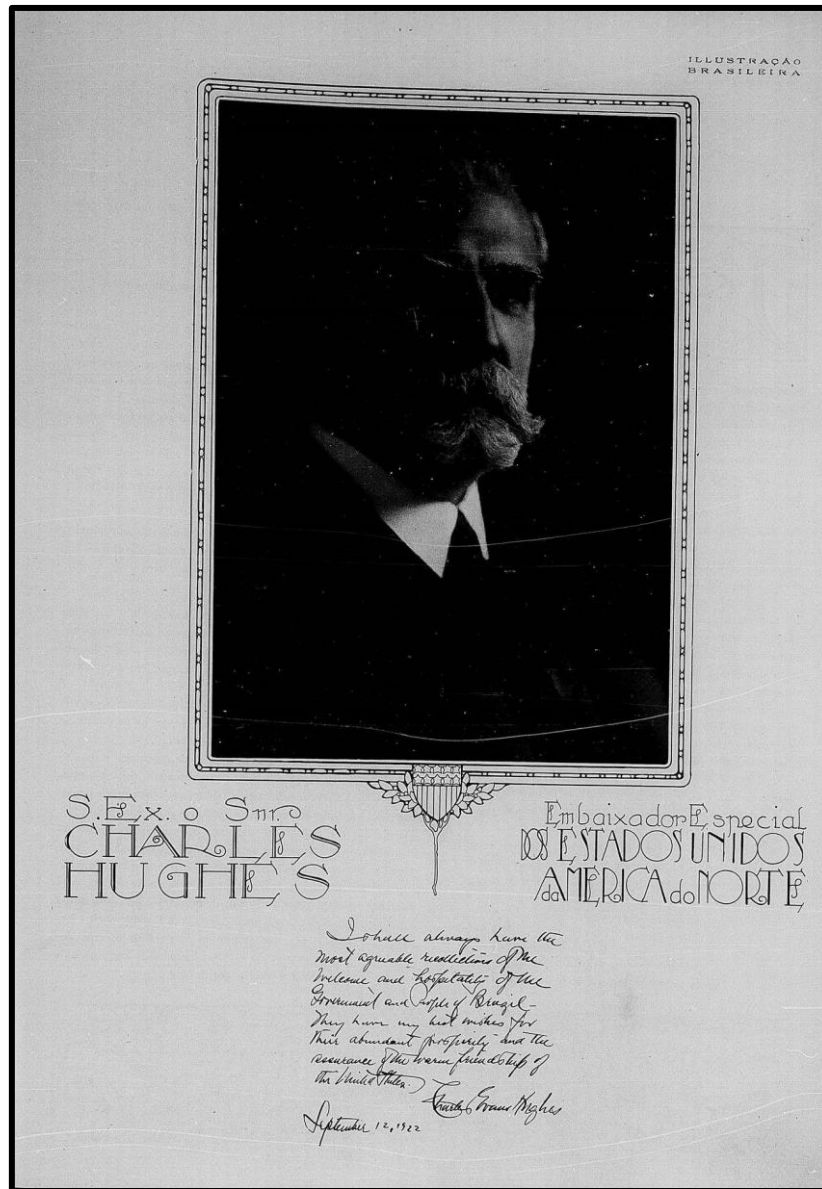 ILLUSTRAÇÃO
BRASILEIRA
S. Ex. o Snr.
CHARLES
HUGHES
Embaixador Especial
DOS ESTADOS UNIDOS
da AMERICA do NORTE
I shall always have the
most agreeable recollections of the
welcome and hospitality of the
Government and People of Brazil –
They have my best wishes for
their abundant prosperity and the
assurance of the warm friendship of
the United States.
Charles Evans Hughes
September 12, 1922